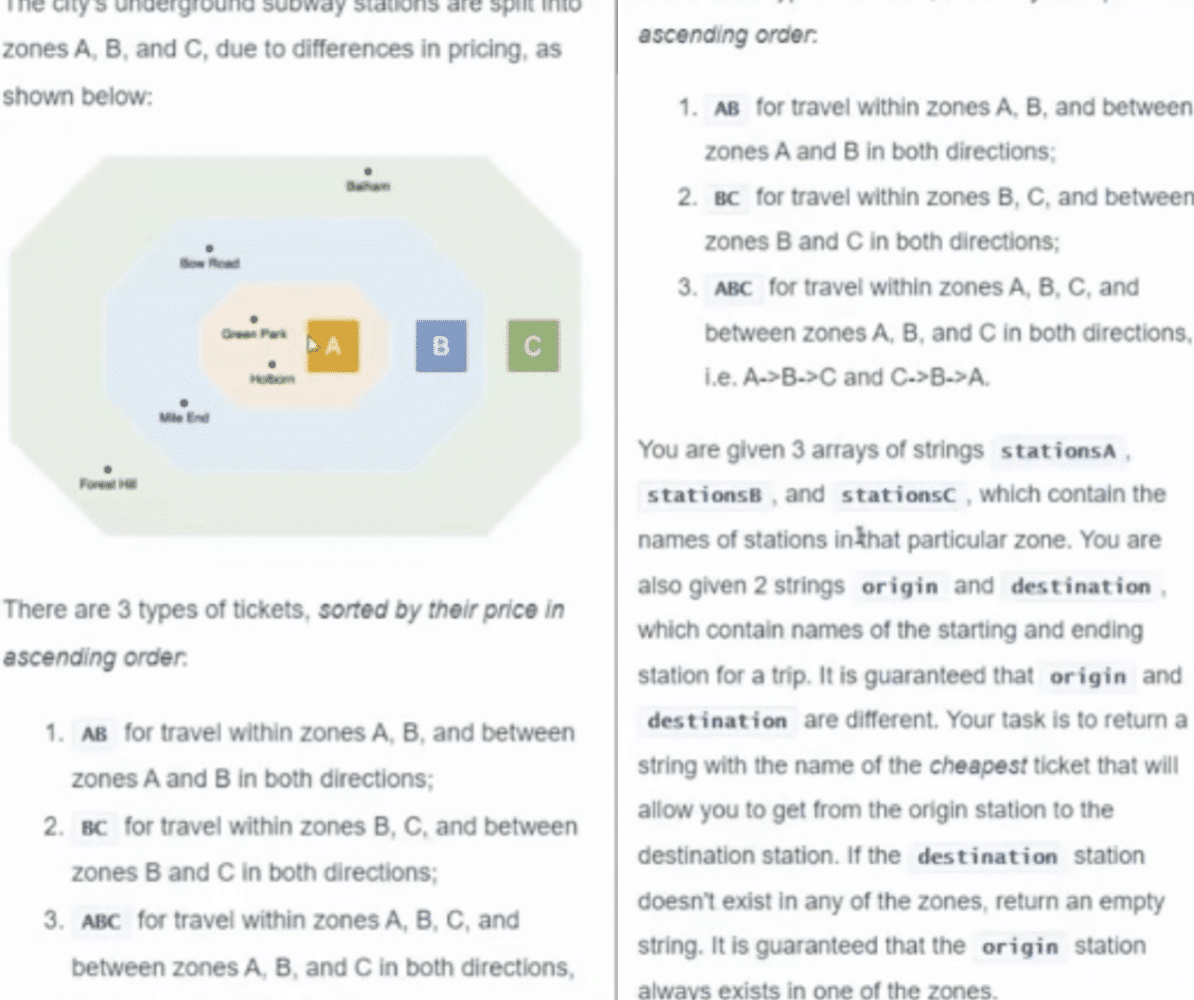 The city's underground subway stations are split into
zones A, B, and C, due to differences in pricing, as
shown below:
Balham
Bow Road
Green Park
A
B
C
Holborn
Mile End
Forest Hill
There are 3 types of tickets, sorted by their price in
ascending order:
1. AB for travel within zones A, B, and between
zones A and B in both directions;
2. BC for travel within zones B, C, and between
zones B and C in both directions;
3. ABC for travel within zones A, B, C, and
between zones A, B, and C in both directions,
ascending order:
1. AB for travel within zones A, B, and between
zones A and B in both directions;
2. BC for travel within zones B, C, and between
zones B and C in both directions;
3. ABC for travel within zones A, B, C, and
between zones A, B, and C in both directions,
i.e. A->B->C and C->B->A.
You are given 3 arrays of strings stationsA ,
stationsB , and stationsC , which contain the
names of stations in that particular zone. You are
also given 2 strings origin and destination ,
which contain names of the starting and ending
station for a trip. It is guaranteed that origin and
destination are different. Your task is to return a
string with the name of the cheapest ticket that will
allow you to get from the origin station to the
destination station. If the destination station
doesn't exist in any of the zones, return an empty
string. It is guaranteed that the origin station
always exists in one of the zones.